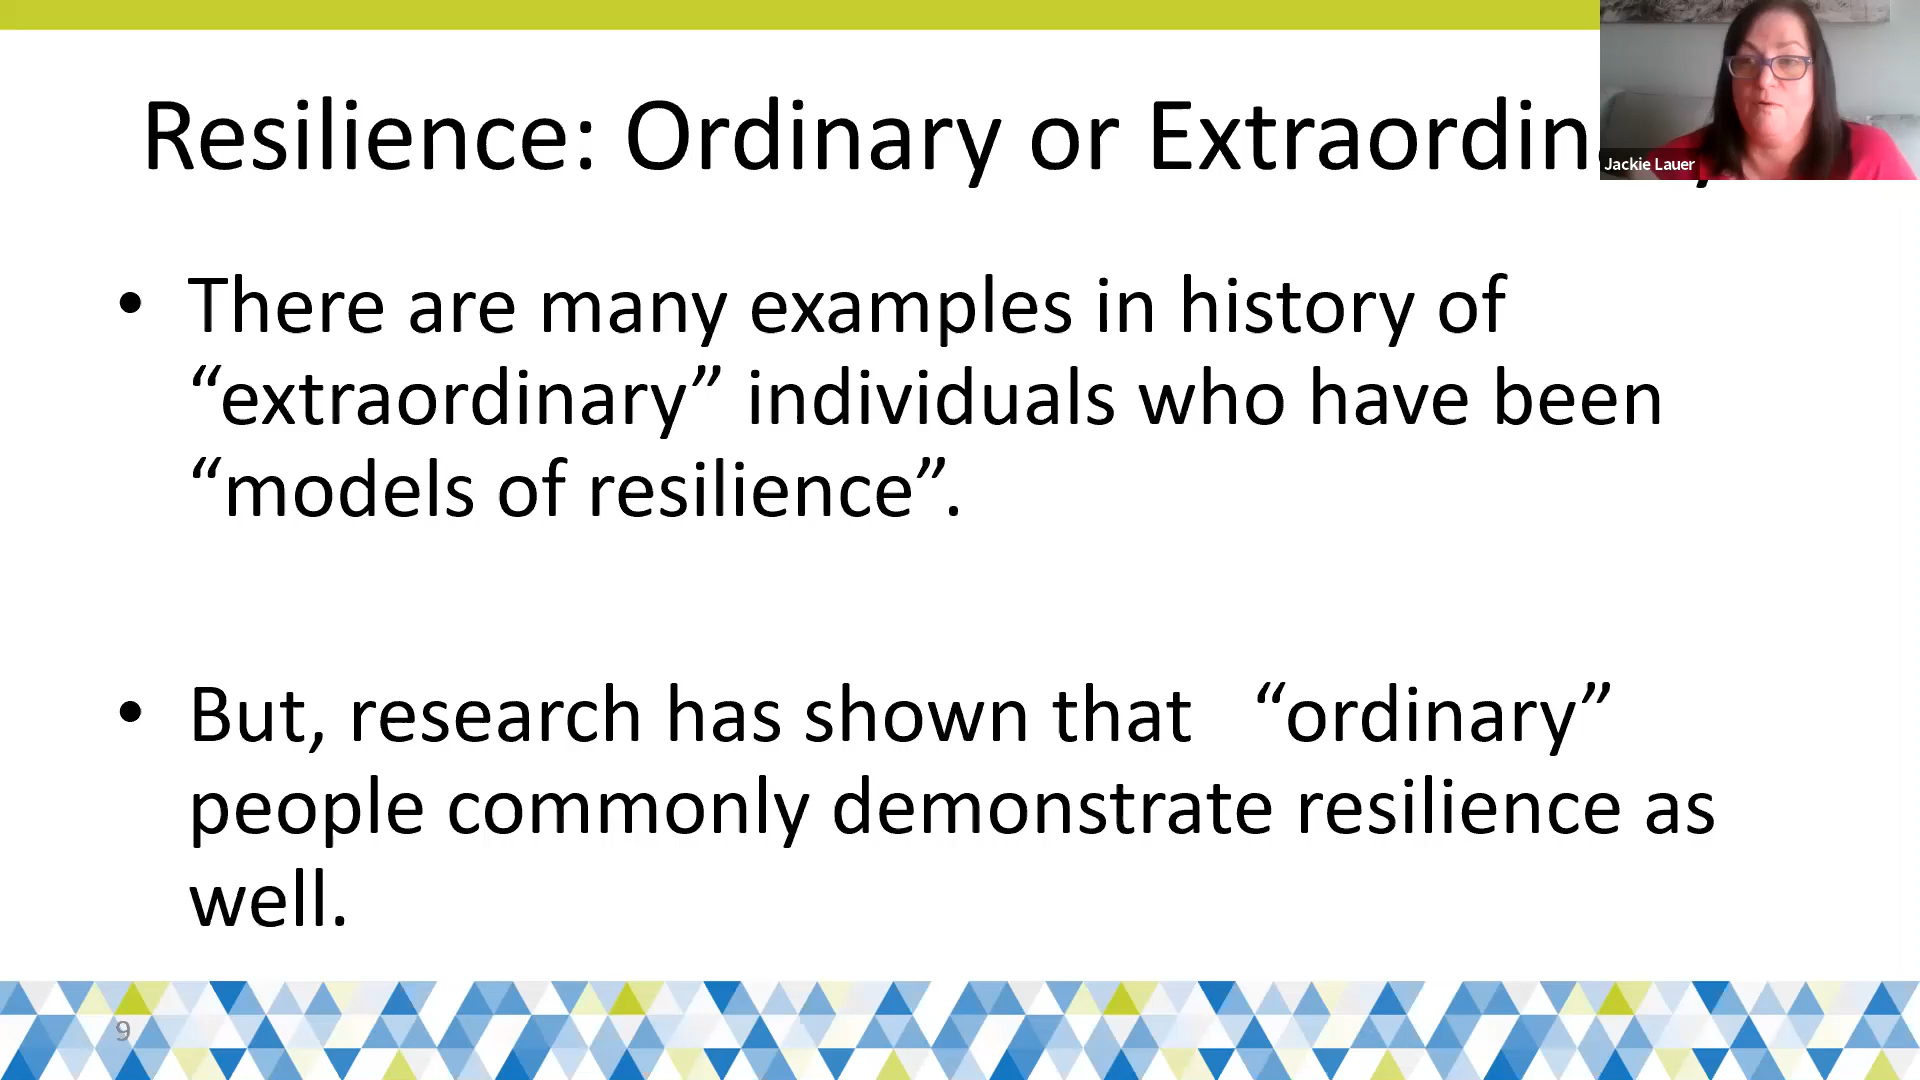 Resilience: Ordinary or Extraordin
Jackie Lauer
• There are many examples in history of
“extraordinary” individuals who have been
“models of resilience”.
• But, research has shown that “ordinary”
people commonly demonstrate resilience as
well.
9